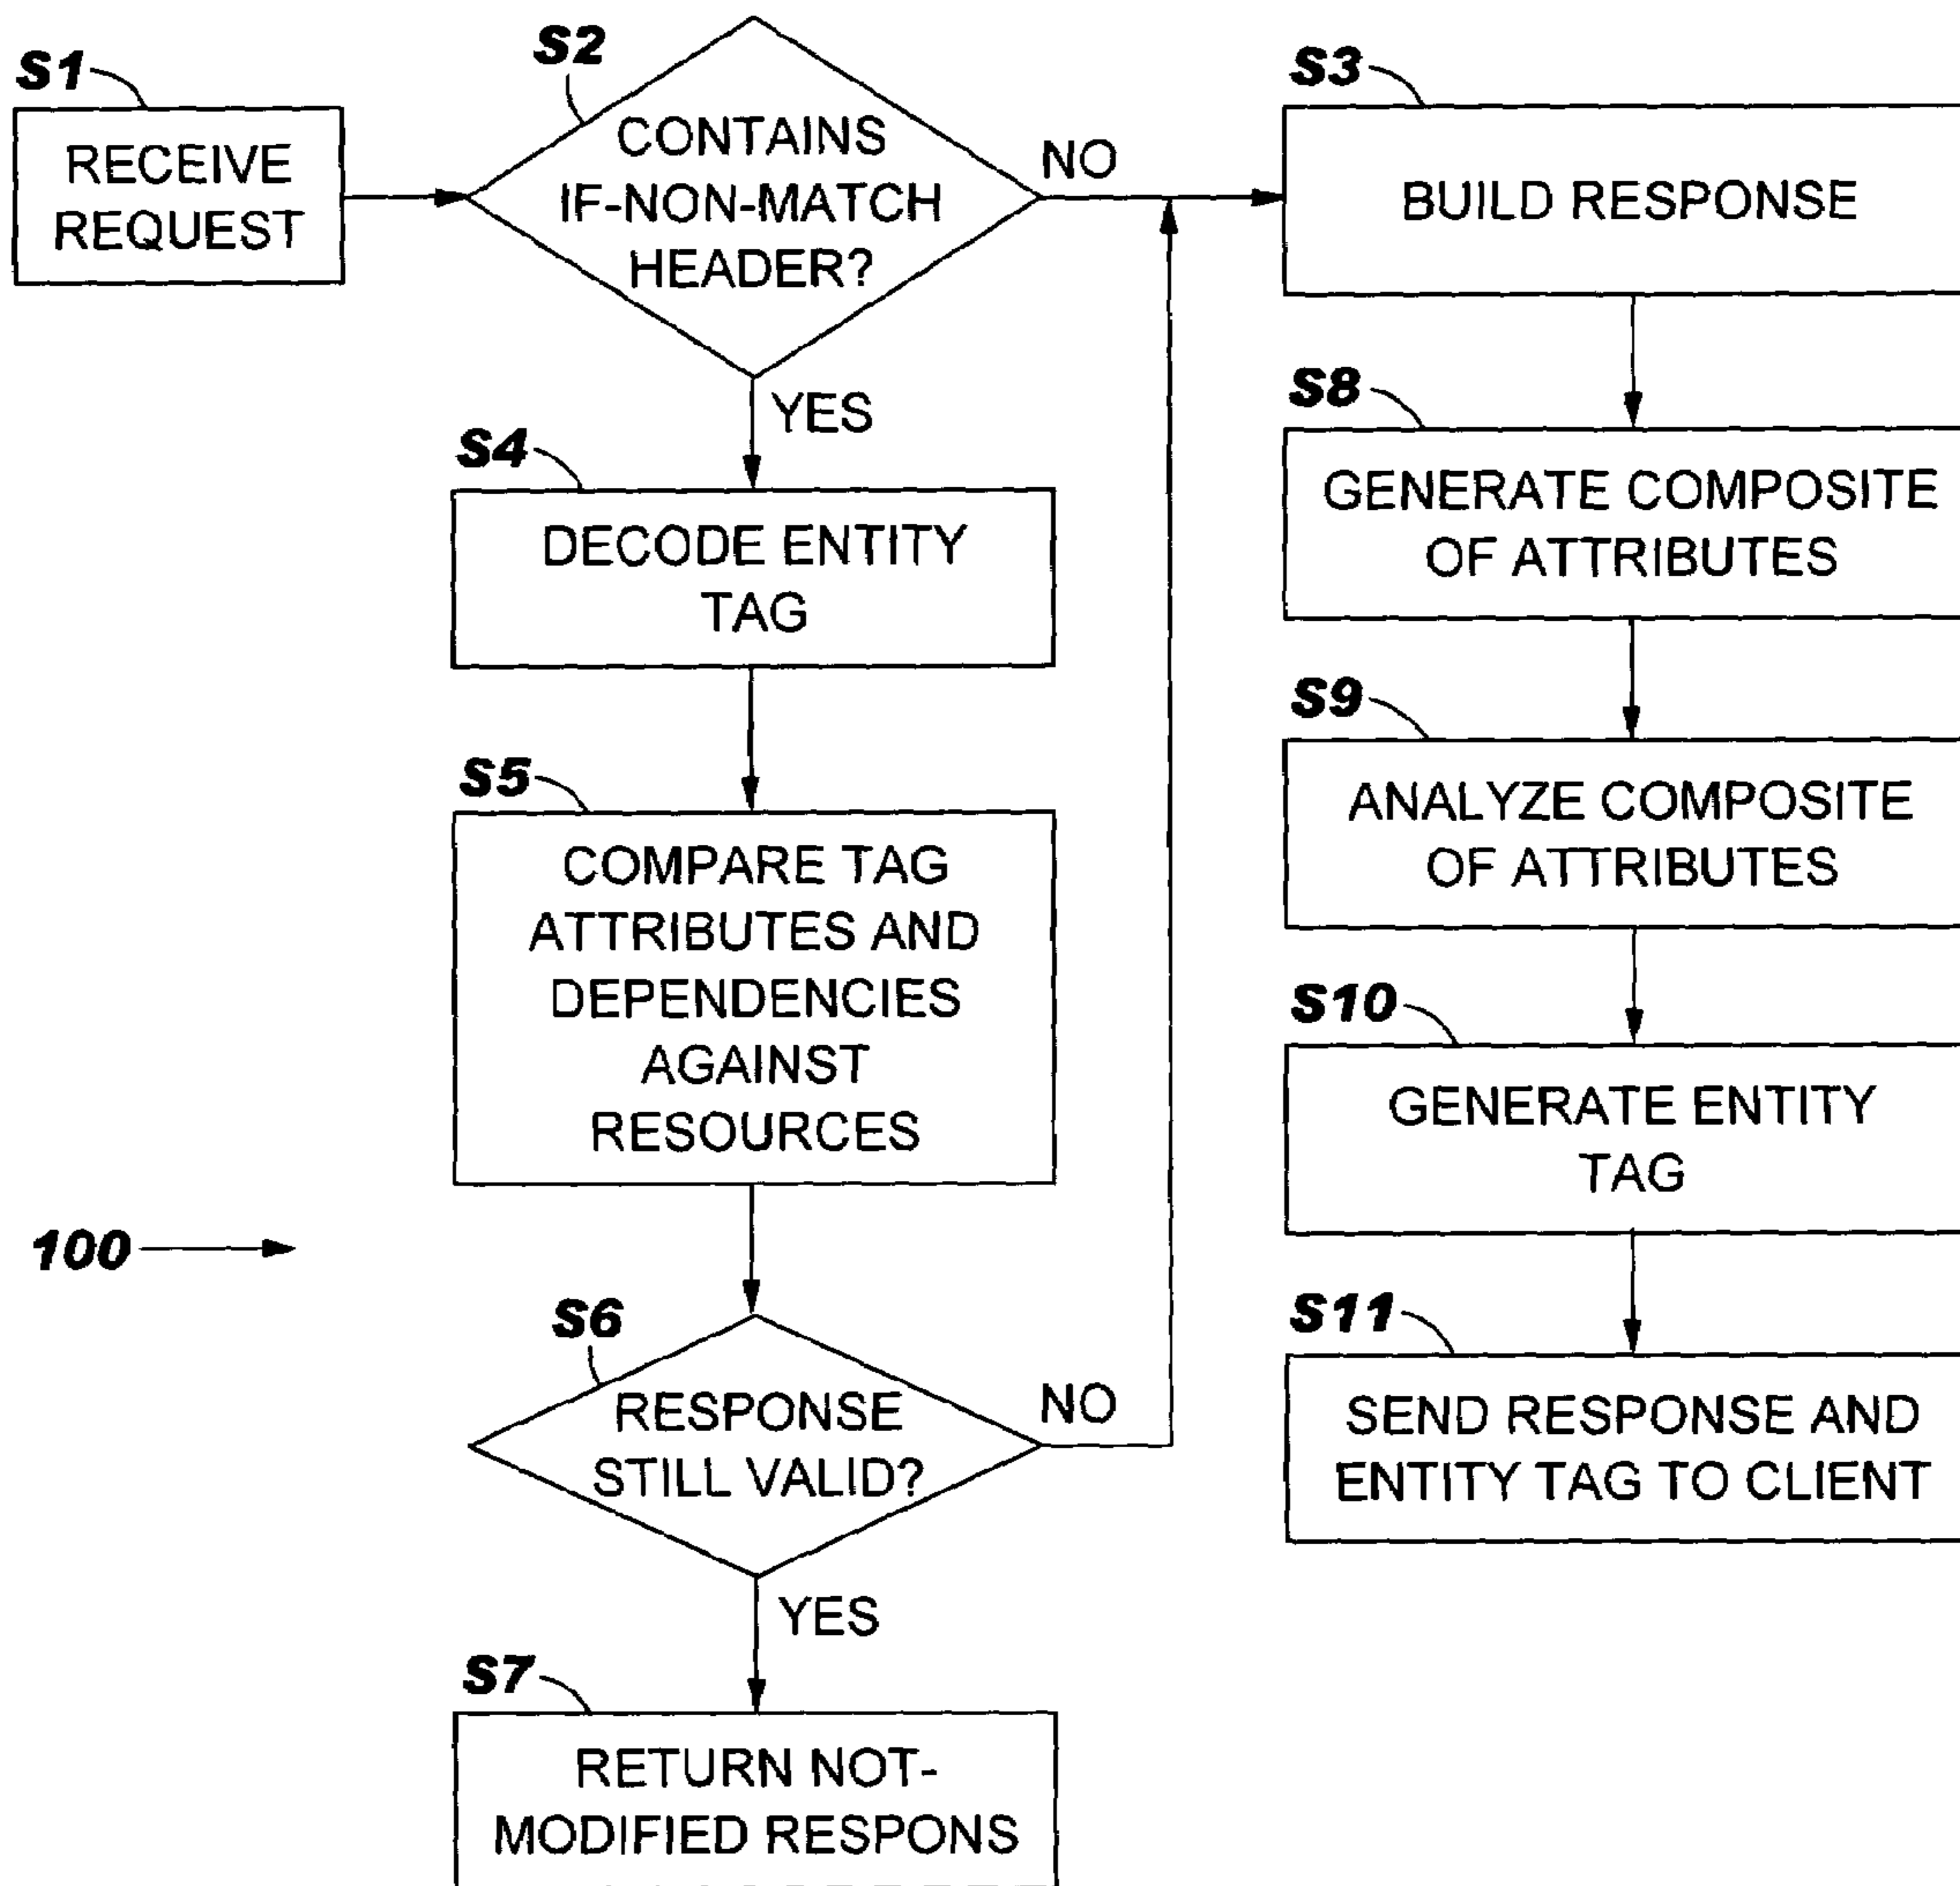 S1
RECEIVE
REQUEST
S2
CONTAINS
IF-NON-MATCH
HEADER?
NO
YES
S3
BUILD RESPONSE
S4
DECODE ENTITY
TAG
S5
COMPARE TAG
ATTRIBUTES AND
DEPENDENCIES
AGAINST
RESOURCES
100
S6
RESPONSE
STILL VALID?
NO
YES
S7
RETURN NOT-
MODIFIED RESPONS
S8
GENERATE COMPOSITE
OF ATTRIBUTES
S9
ANALYZE COMPOSITE
OF ATTRIBUTES
S10
GENERATE ENTITY
TAG
S11
SEND RESPONSE AND
ENTITY TAG TO CLIENT